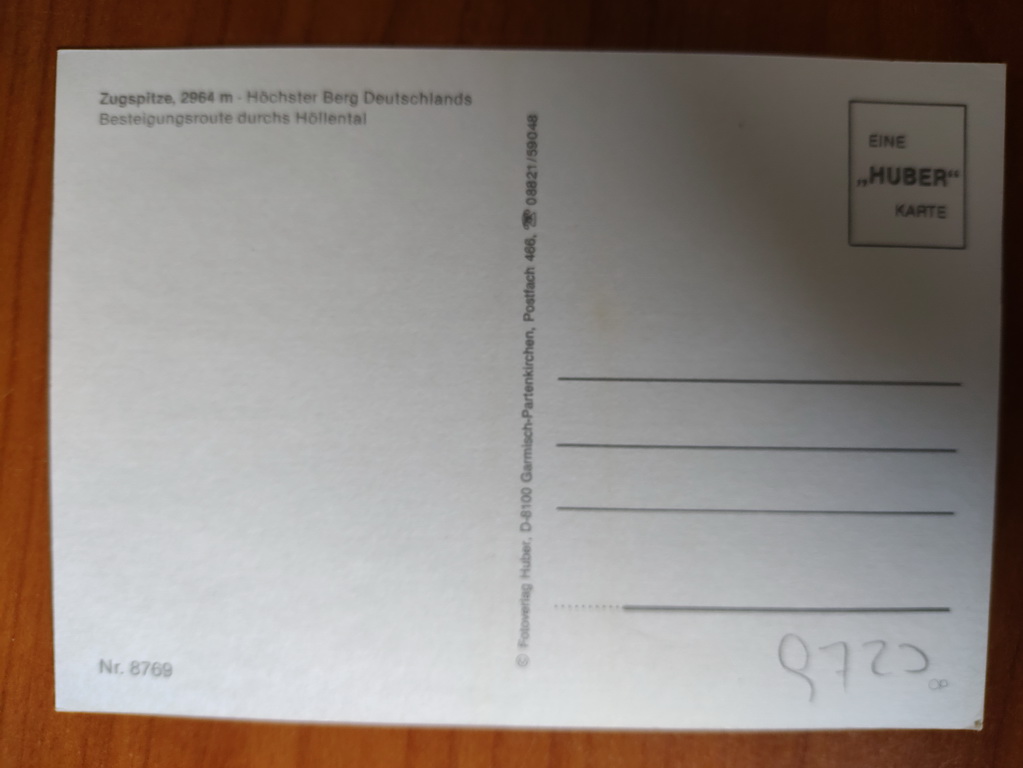 Zugspitze, 2964 m - Höchster Berg Deutschlands
Besteigungsroute durchs Höllental
EINE
„HUBER“
KARTE
© Fotoverlag Huber, D-8100 Garmisch-Partenkirchen, Postfach 466, ☏ 08821/59048
Nr. 8769